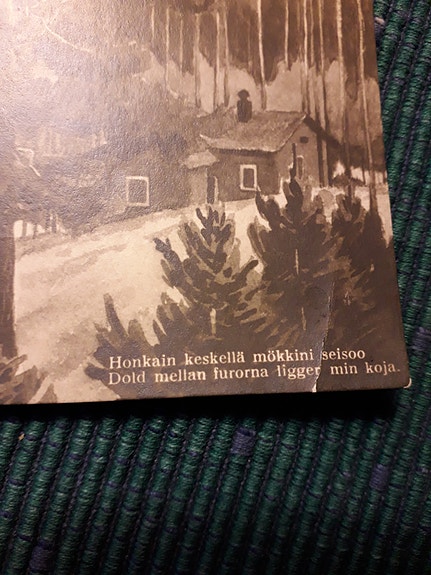 Honkain keskellä mökkini seisoo
Dold mellan furorna ligger min koja.